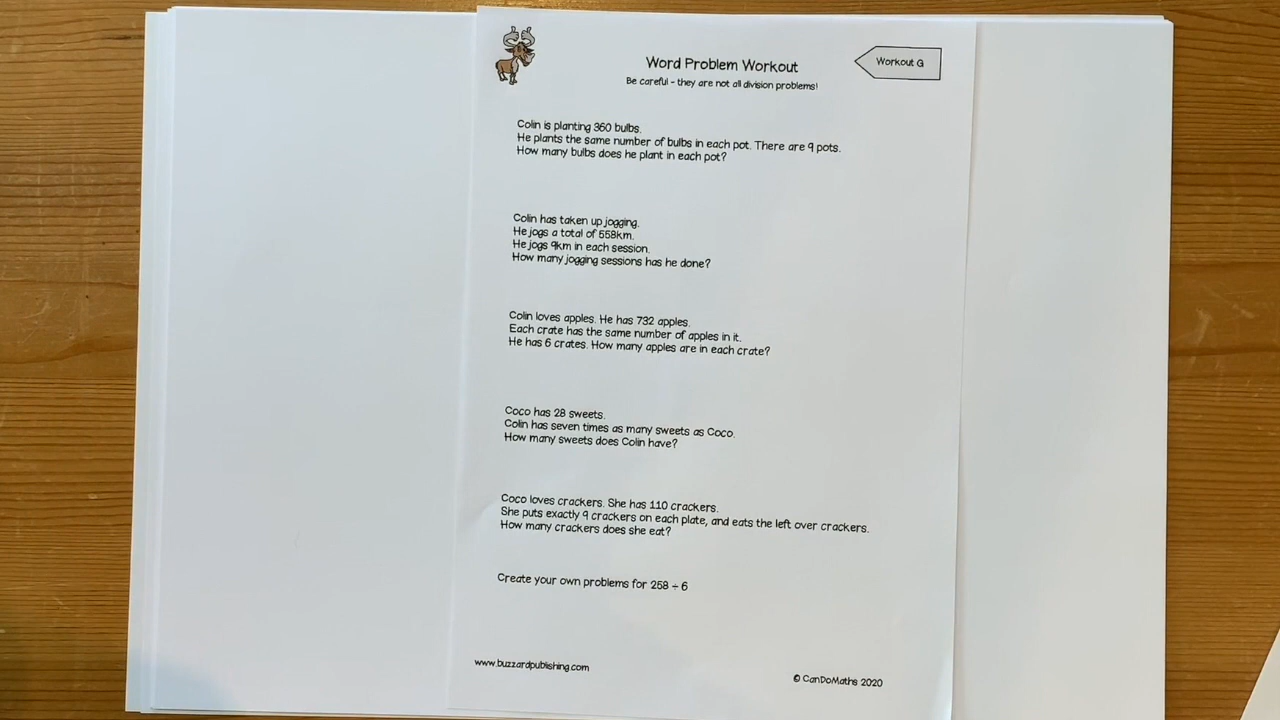 Word Problem Workout
Workout G
Be careful - they are not all division problems!
Colin is planting 360 bulbs.
He plants the same number of bulbs in each pot. There are 9 pots.
How many bulbs does he plant in each pot?
Colin has taken up jogging.
He jogs a total of 558km.
He jogs 9km in each session.
How many jogging sessions has he done?
Colin loves apples. He has 732 apples.
Each crate has the same number of apples in it.
He has 6 crates. How many apples are in each crate?
Coco has 28 sweets.
Colin has seven times as many sweets as Coco.
How many sweets does Colin have?
Coco loves crackers. She has 110 crackers.
She puts exactly 9 crackers on each plate, and eats the left over crackers.
How many crackers does she eat?
Create your own problems for 258 ÷ 6
www.buzzardpublishing.com
© CanDoMaths 2020